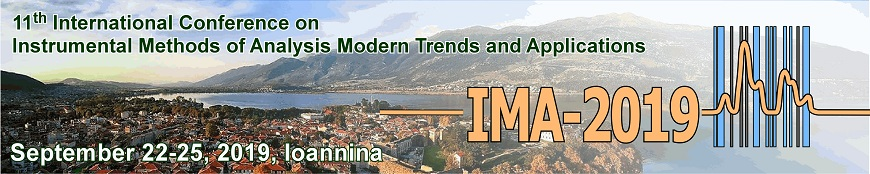 11th International Conference on
Instrumental Methods of Analysis Modern Trends and Applications
IMA-2019
September 22-25, 2019, Ioannina